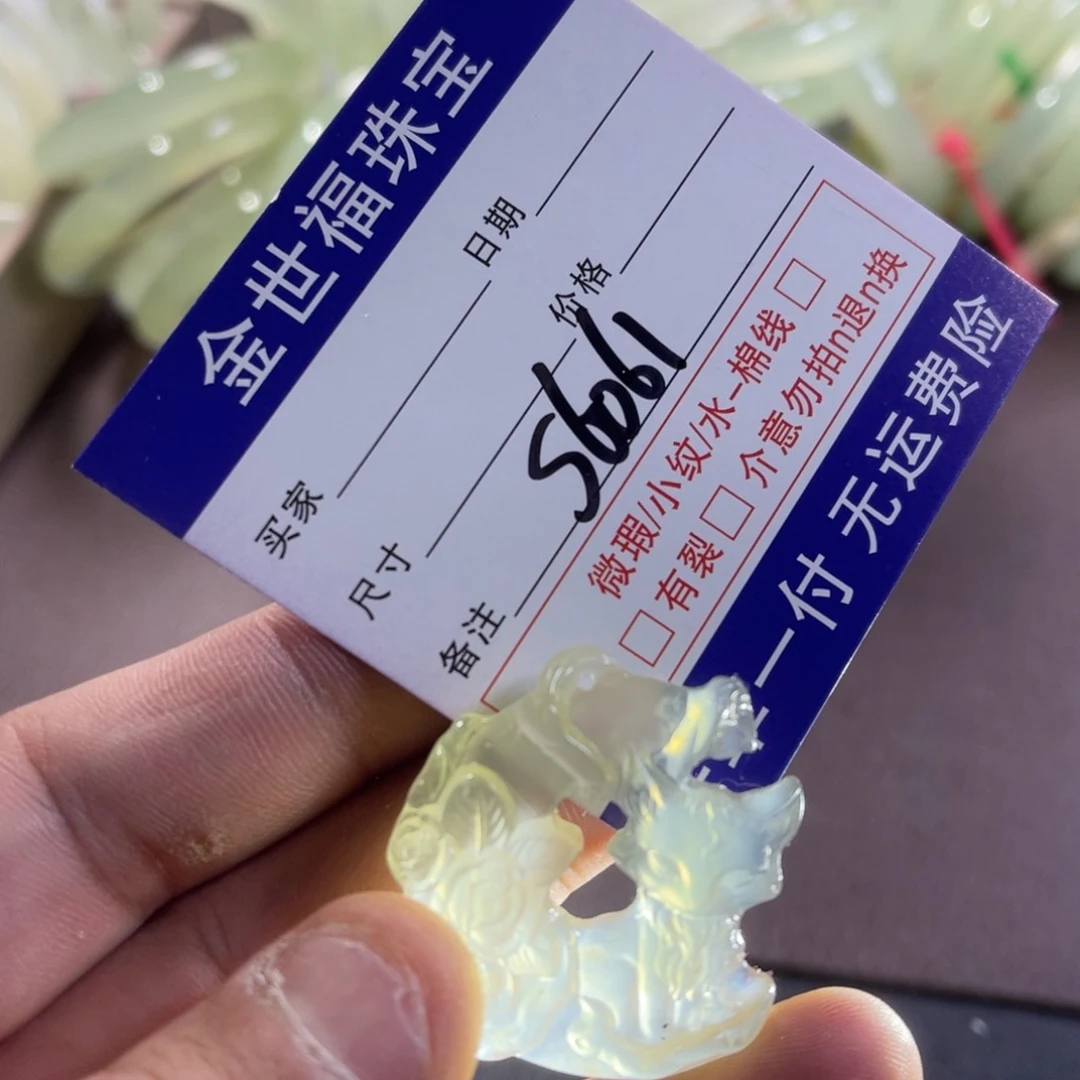 金世福珠宝
买家 日期
尺寸 价格
备注
微瑕/小纹/水-棉线 □
□ 有裂 □ 介意勿拍n退n换
一付 无运费险